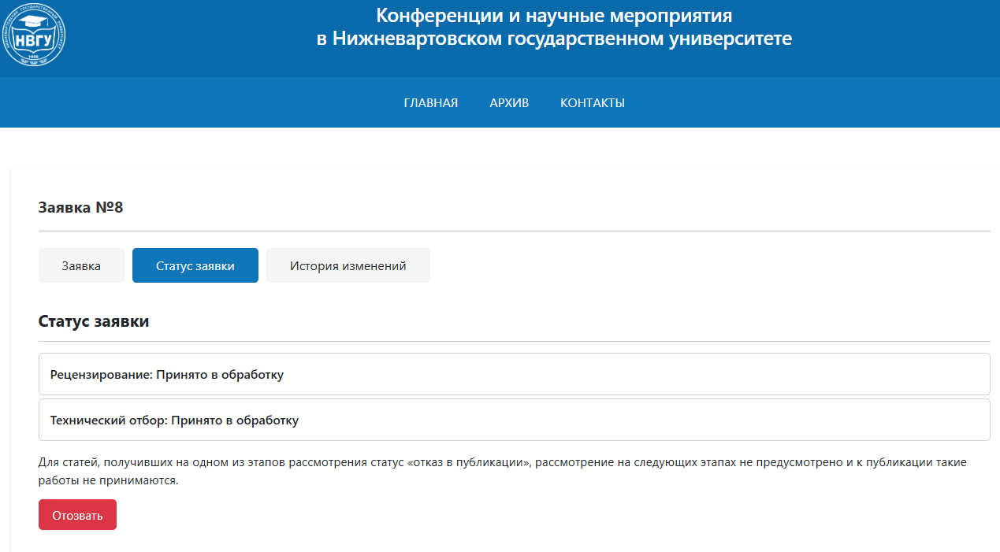 Конференции и научные мероприятия
в Нижневартовском государственном университете
НВГУ
ГЛАВНАЯ АРХИВ КОНТАКТЫ
Заявка №8
Заявка Статус заявки История изменений
Статус заявки
Рецензирование: Принято в обработку
Технический отбор: Принято в обработку
Для статей, получивших на одном из этапов рассмотрения статус «отказ в публикации», рассмотрение на следующих этапах не предусмотрено и к публикации такие
работы не принимаются.
Отозвать